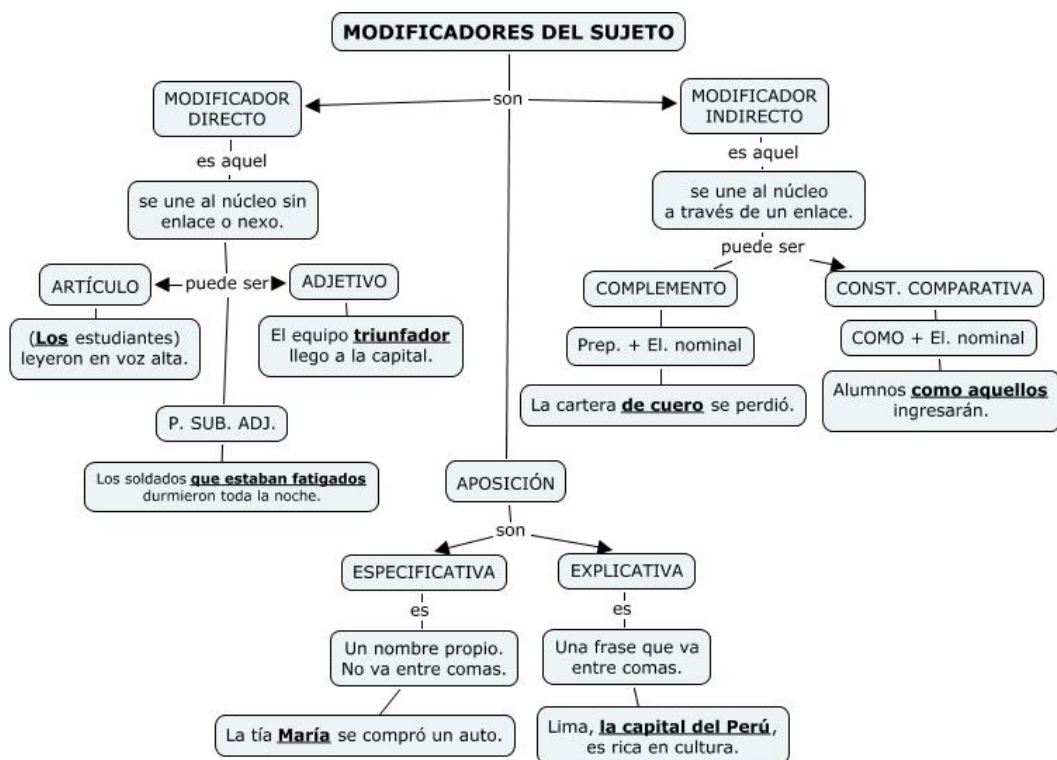 MODIFICADORES DEL SUJETO
son
MODIFICADOR
DIRECTO
es aquel
se une al núcleo sin
enlace o nexo.
puede ser
ARTÍCULO
(Los estudiantes)
leyeron en voz alta.
ADJETIVO
El equipo triunfador
llego a la capital.
P. SUB. ADJ.
Los soldados que estaban fatigados
durmieron toda la noche.
MODIFICADOR
INDIRECTO
es aquel
se une al núcleo
a través de un enlace.
puede ser
COMPLEMENTO
Prep. + El. nominal
La cartera de cuero se perdió.
CONST. COMPARATIVA
COMO + El. nominal
Alumnos como aquellos
ingresarán.
APOSICIÓN
son
ESPECIFICATIVA
es
Un nombre propio.
No va entre comas.
La tía María se compró un auto.
EXPLICATIVA
es
Una frase que va
entre comas.
Lima, la capital del Perú,
es rica en cultura.